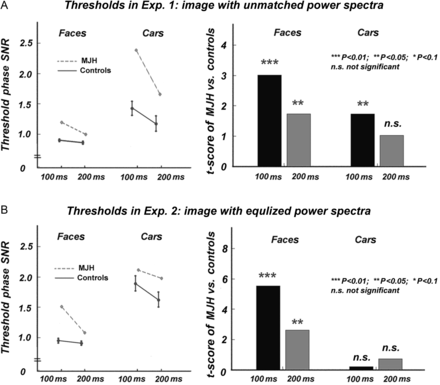 A
Thresholds in Exp. 1: image with unmatched power spectra
Threshold phase SNR
2.5
2.0
1.5
1.0
0
Faces
Cars
MJH
Controls
100 ms 200 ms
100 ms 200 ms
t-score of MJH vs. controls
4
3
2
1
0
Faces
Cars
***P<0.01; **P<0.05; *P<0.1
n.s. not significant
***
**
**
n.s.
100 ms 200 ms
100 ms 200 ms
B
Thresholds in Exp. 2: image with equlized power spectra
Threshold phase SNR
2.5
2.0
1.5
1.0
0
Faces
Cars
MJH
Controls
100 ms 200 ms
100 ms 200 ms
t-score of MJH vs. controls
8
6
4
2
0
Faces
Cars
***P<0.01; **P<0.05; *P<0.1
n.s. not significant
***
**
n.s.
n.s.
100 ms 200 ms
100 ms 200 ms